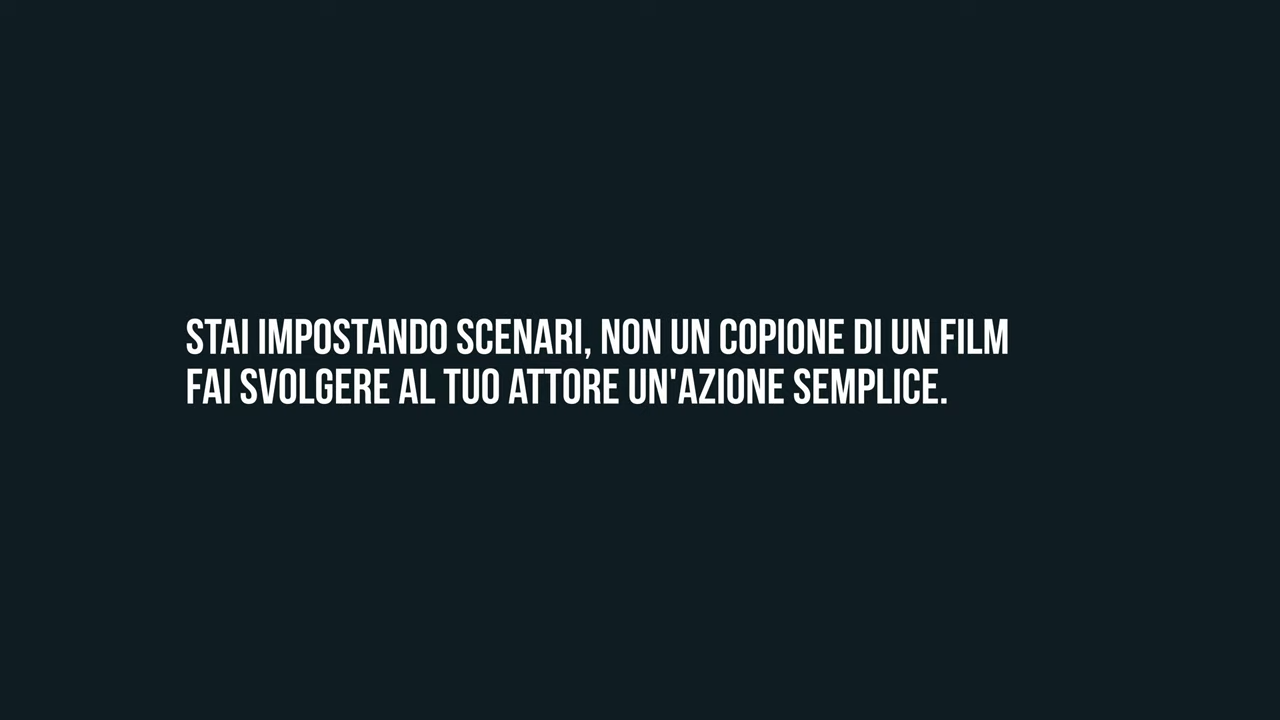 STAI IMPOSTANDO SCENARI, NON UN COPIONE DI UN FILM
FAI SVOLGERE AL TUO ATTORE UN'AZIONE SEMPLICE.